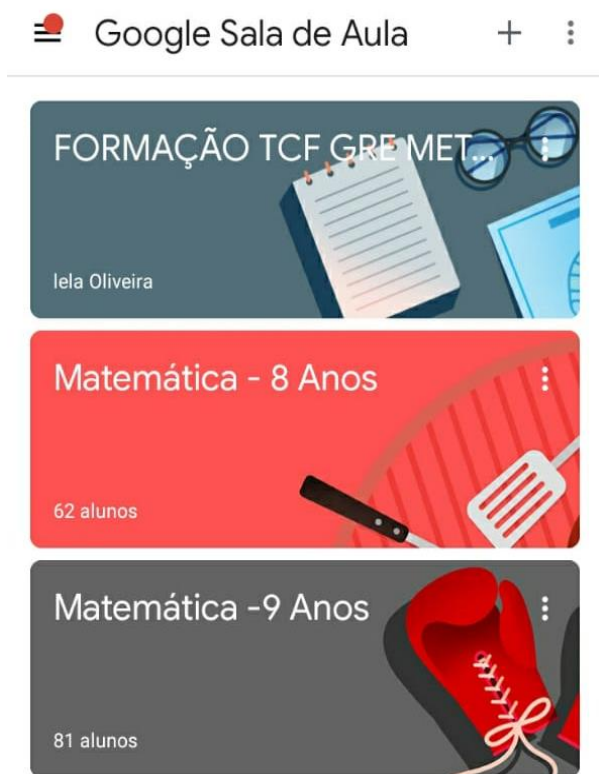 Google Sala de Aula
FORMAÇÃO TCF GRE MET...
Iela Oliveira
Matemática - 8 Anos
62 alunos
Matemática -9 Anos
81 alunos